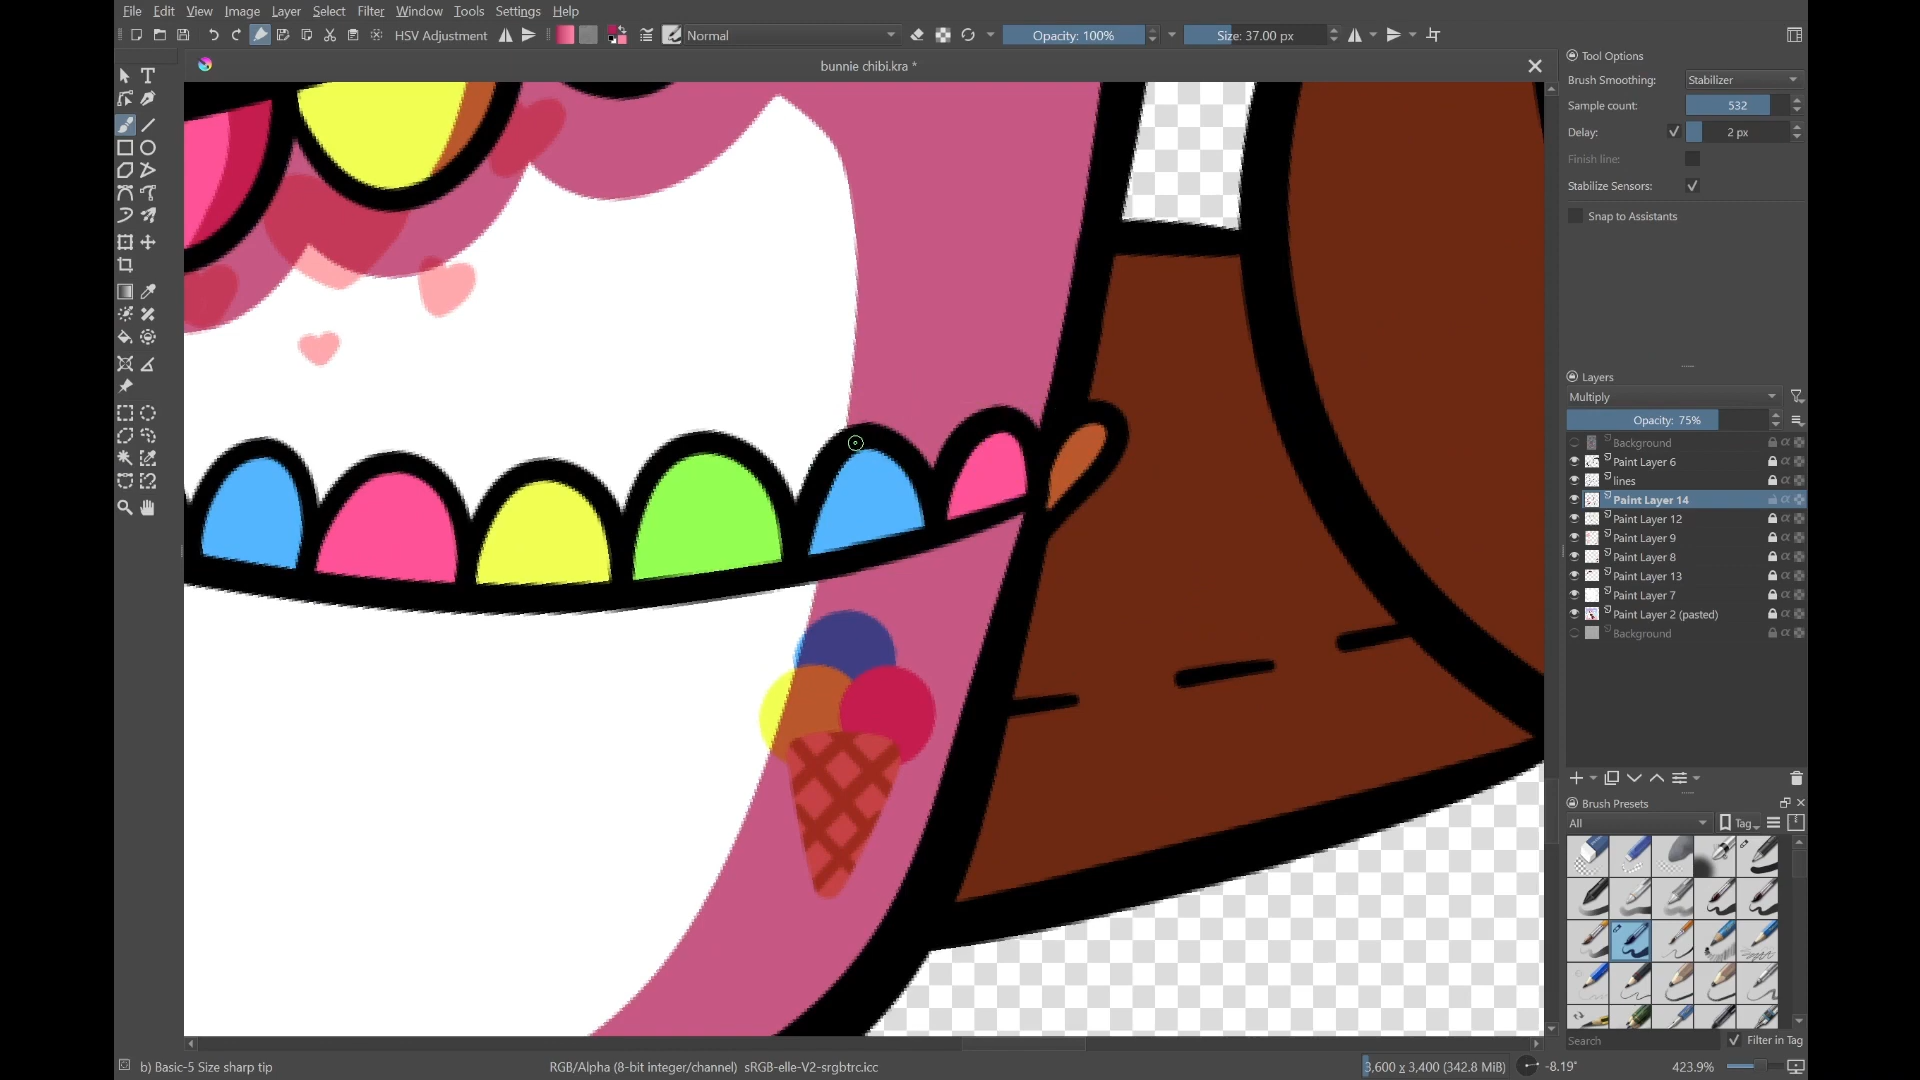 File Edit View Image Layer Select Filter Window Tools Settings Help
HSV Adjustment Normal Opacity: 100% Size: 37.00 px
bunnie chibi.kra *
Tool Options
Brush Smoothing: Stabilizer
Sample count: 532
Delay: 2 px
Finish line:
Stabilize Sensors:
Snap to Assistants
Layers
Multiply
Opacity: 75%
Background
Paint Layer 6
lines
Paint Layer 14
Paint Layer 12
Paint Layer 9
Paint Layer 8
Paint Layer 13
Paint Layer 7
Paint Layer 2 (pasted)
Background
Brush Presets
All Tag
Search Filter in Tag
b) Basic-5 Size sharp tip RGB/Alpha (8-bit integer/channel) sRGB-elle-V2-srgbtrc.icc 3,600 x 3,400 (342.8 MiB) -8.19° 423.9%